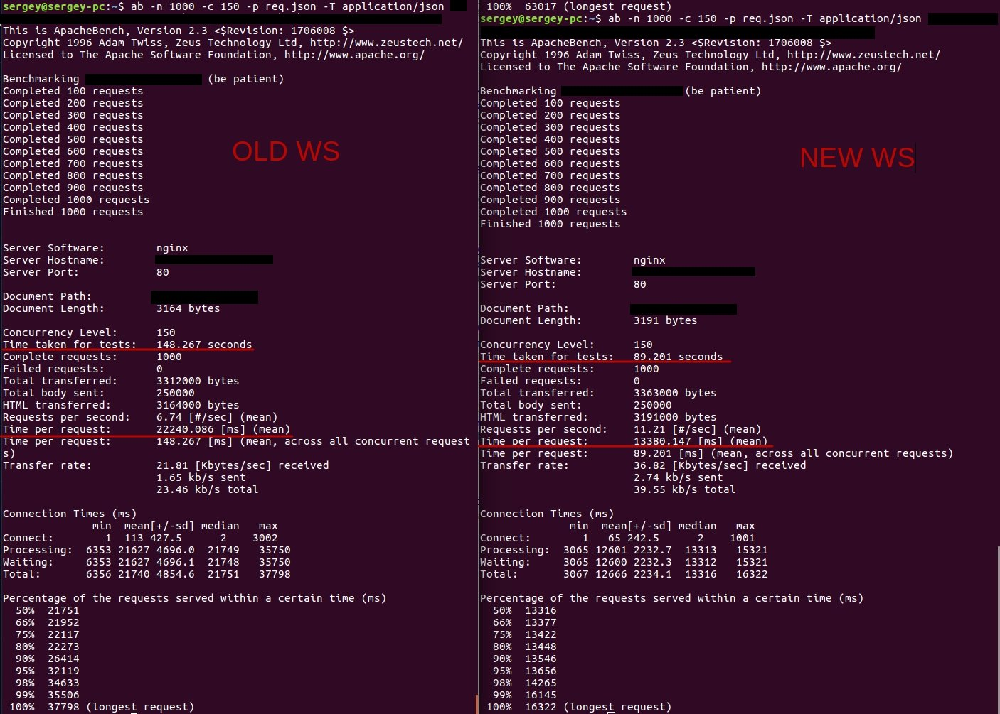 sergey@sergey-pc:~$ ab -n 1000 -c 150 -p req.json -T application/json
This is ApacheBench, Version 2.3 <$Revision: 1706008 $>
Copyright 1996 Adam Twiss, Zeus Technology Ltd, http://www.zeustech.net/
Licensed to The Apache Software Foundation, http://www.apache.org/
Benchmarking (be patient)
Completed 100 requests
Completed 200 requests
Completed 300 requests
Completed 400 requests
Completed 500 requests
Completed 600 requests
Completed 700 requests
Completed 800 requests
Completed 900 requests
Completed 1000 requests
Finished 1000 requests
OLD WS
Server Software: nginx
Server Hostname:
Server Port: 80
Document Path:
Document Length: 3164 bytes
Concurrency Level: 150
Time taken for tests: 148.267 seconds
Complete requests: 1000
Failed requests: 0
Total transferred: 3312000 bytes
Total body sent: 250000
HTML transferred: 3164000 bytes
Requests per second: 6.74 [#/sec] (mean)
Time per request: 22240.086 [ms] (mean)
Time per request: 148.267 [ms] (mean, across all concurrent request
s)
Transfer rate: 21.81 [Kbytes/sec] received
1.65 kb/s sent
23.46 kb/s total
Connection Times (ms)
min mean[+/-sd] median max
Connect: 1 113 427.5 2 3002
Processing: 6353 21627 4696.0 21749 35750
Waiting: 6353 21627 4696.1 21748 35750
Total: 6356 21740 4854.6 21751 37798
Percentage of the requests served within a certain time (ms)
50% 21751
66% 21952
75% 22117
80% 22273
90% 26414
95% 32119
98% 34633
99% 35506
100% 37798 (longest request)
100% 63017 (longest request)
sergey@sergey-pc:~$ ab -n 1000 -c 150 -p req.json -T application/json
This is ApacheBench, Version 2.3 <$Revision: 1706008 $>
Copyright 1996 Adam Twiss, Zeus Technology Ltd, http://www.zeustech.net/
Licensed to The Apache Software Foundation, http://www.apache.org/
Benchmarking (be patient)
Completed 100 requests
Completed 200 requests
Completed 300 requests
Completed 400 requests
Completed 500 requests
Completed 600 requests
Completed 700 requests
Completed 800 requests
Completed 900 requests
Completed 1000 requests
Finished 1000 requests
NEW WS
Server Software: nginx
Server Hostname:
Server Port: 80
Document Path:
Document Length: 3191 bytes
Concurrency Level: 150
Time taken for tests: 89.201 seconds
Complete requests: 1000
Failed requests: 0
Total transferred: 3363000 bytes
Total body sent: 250000
HTML transferred: 3191000 bytes
Requests per second: 11.21 [#/sec] (mean)
Time per request: 13380.147 [ms] (mean)
Time per request: 89.201 [ms] (mean, across all concurrent requests)
Transfer rate: 36.82 [Kbytes/sec] received
2.74 kb/s sent
39.55 kb/s total
Connection Times (ms)
min mean[+/-sd] median max
Connect: 1 65 242.5 2 1001
Processing: 3065 12601 2232.7 13313 15321
Waiting: 3065 12600 2232.3 13312 15321
Total: 3067 12666 2234.1 13316 16322
Percentage of the requests served within a certain time (ms)
50% 13316
66% 13377
75% 13422
80% 13448
90% 13546
95% 13656
98% 14265
99% 16145
100% 16322 (longest request)